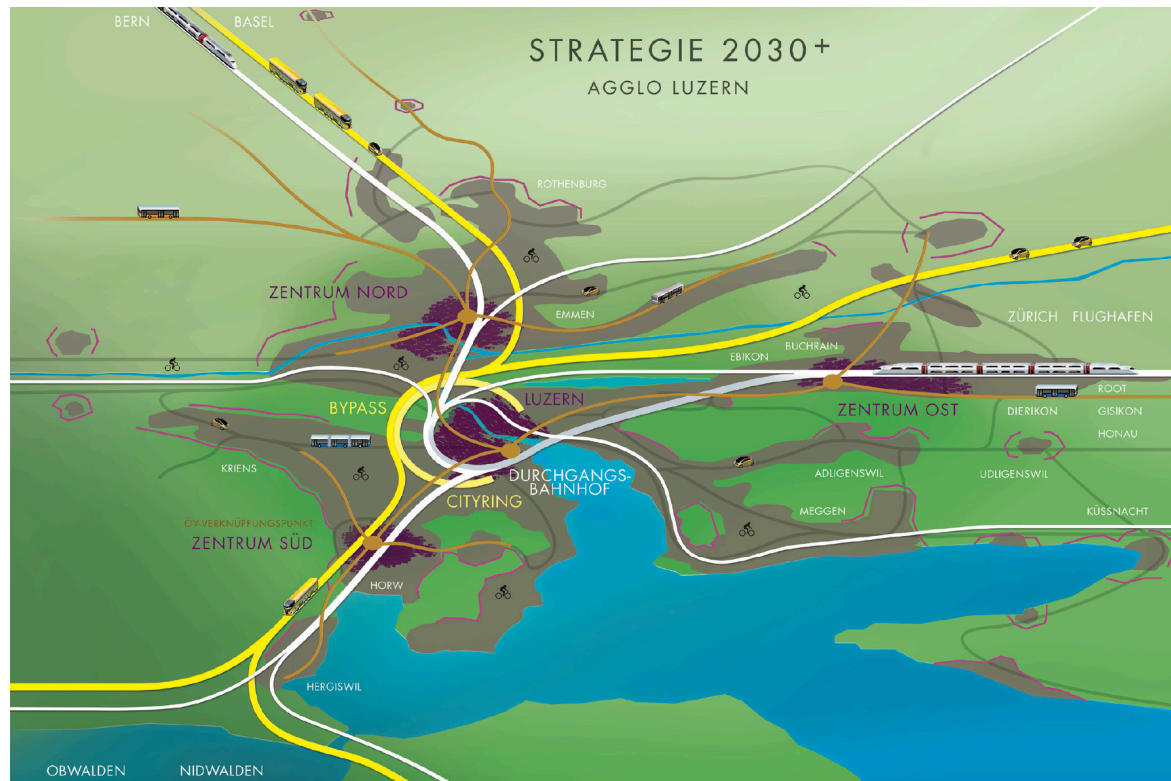 BERN
BASEL
STRATEGIE 2030+
AGGLO LUZERN
ROTHENBURG
ZENTRUM NORD
EMMEN
ZÜRICH FLUGHAFEN
BUCHRAIN
EBIKON
BYPASS
LUZERN
ZENTRUM OST
ROOT
DIERIKON
GISIKON
HONAU
KRIENS
DURCHGANGS-
BAHNHOF
CITYRING
ADLIGENSWIL
UDLIGENSWIL
MEGGEN
KÜSSNACHT
ÖV-VERKNÜPFUNGSPUNKT
ZENTRUM SÜD
HORW
HERGISWIL
OBWALDEN
NIDWALDEN